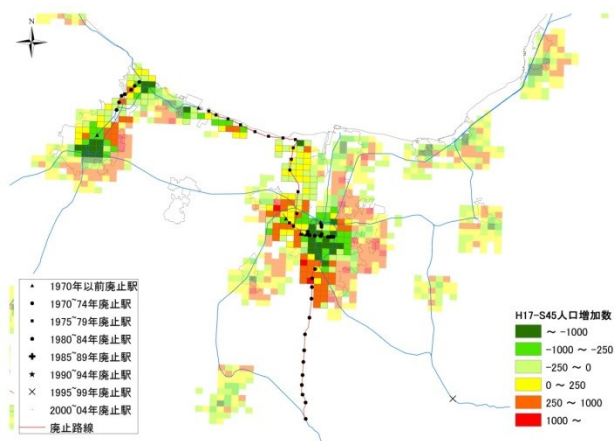 N
1970年以前廃止駅
1970~74年廃止駅
1975~79年廃止駅
1980~84年廃止駅
1985~89年廃止駅
1990~94年廃止駅
1995~99年廃止駅
2000~04年廃止駅
廃止路線
H17-S45人口増加数
～ -1000
-1000 ～ -250
-250 ～ 0
0 ～ 250
250 ～ 1000
1000 ～